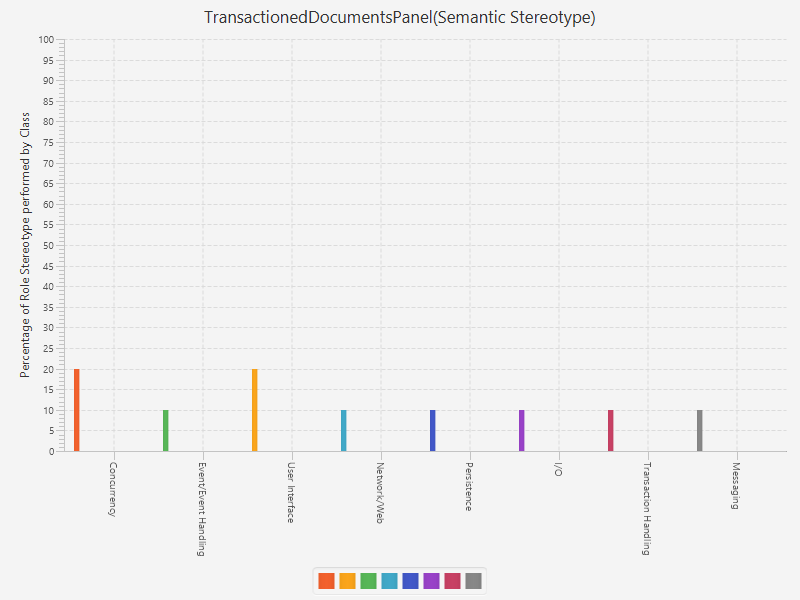 TransactionedDocumentsPanel(Semantic Stereotype)
Percentage of Role Stereotype performed by Class
100
95
90
85
80
75
70
65
60
55
50
45
40
35
30
25
20
15
10
5
0
Concurrency
Event/Event Handling
User Interface
Network/Web
Persistence
I/O
Transaction Handling
Messaging